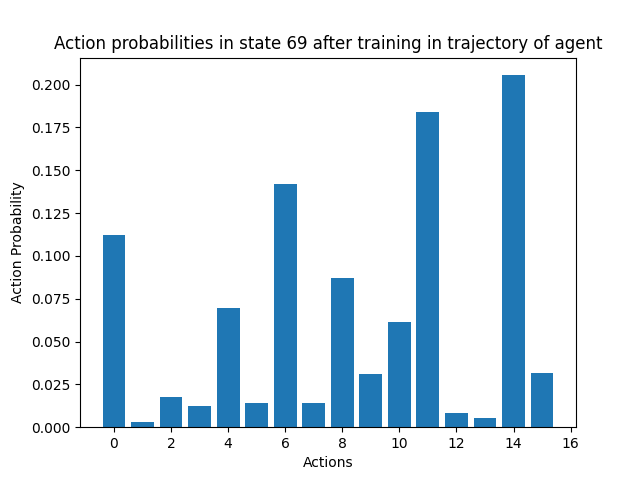 Action probabilities in state 69 after training in trajectory of agent
0.200
0.175
0.150
0.125
0.100
0.075
0.050
0.025
0.000
Action Probability
0 2 4 6 8 10 12 14 16
Actions